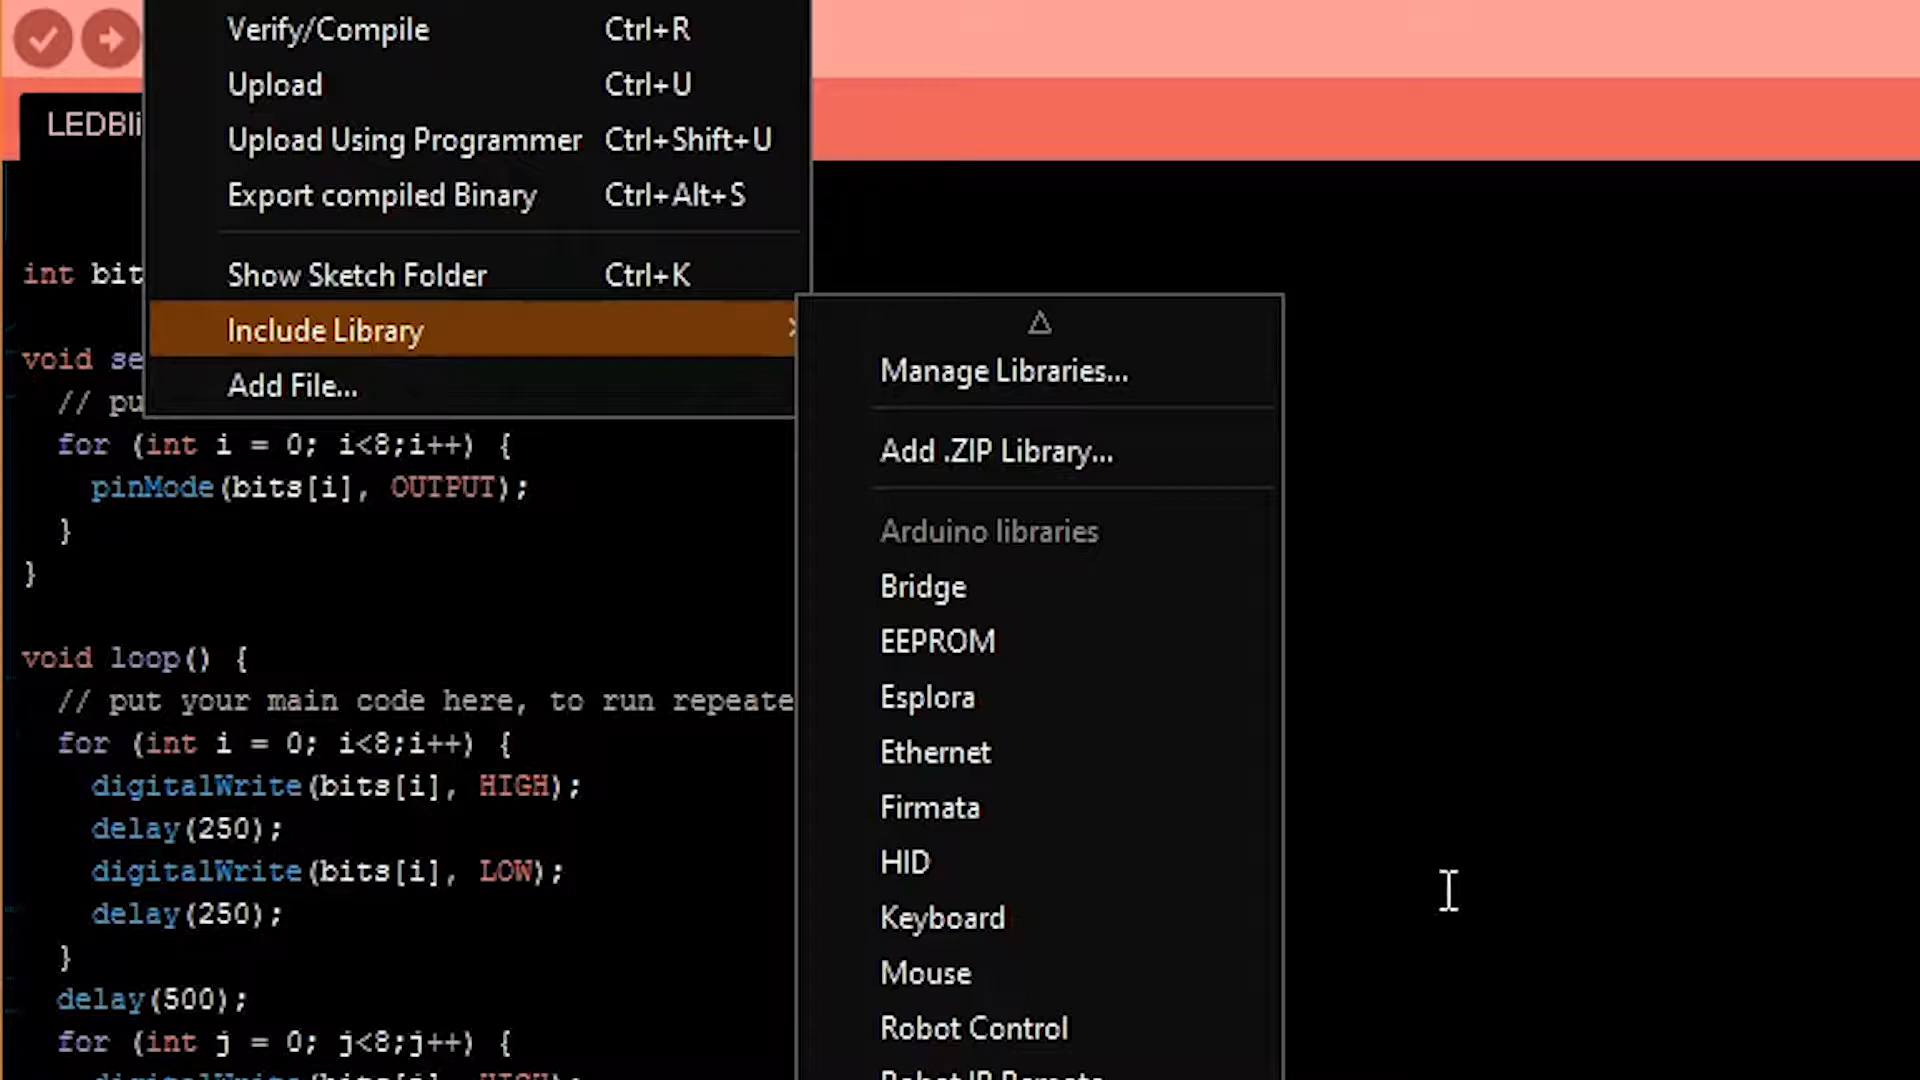 Verify/Compile Ctrl+R
Upload Ctrl+U
Upload Using Programmer Ctrl+Shift+U
Export compiled Binary Ctrl+Alt+S
Show Sketch Folder Ctrl+K
Include Library
Add File...
Manage Libraries...
Add .ZIP Library...
Arduino libraries
Bridge
EEPROM
Esplora
Ethernet
Firmata
HID
Keyboard
Mouse
Robot Control
LEDBli
int bit
void se
// pu
for (int i = 0; i<8;i++) {
pinMode(bits[i], OUTPUT);
}
}
void loop() {
// put your main code here, to run repeate
for (int i = 0; i<8;i++) {
digitalWrite(bits[i], HIGH);
delay(250);
digitalWrite(bits[i], LOW);
delay(250);
}
delay(500);
for (int j = 0; j<8;j++) {